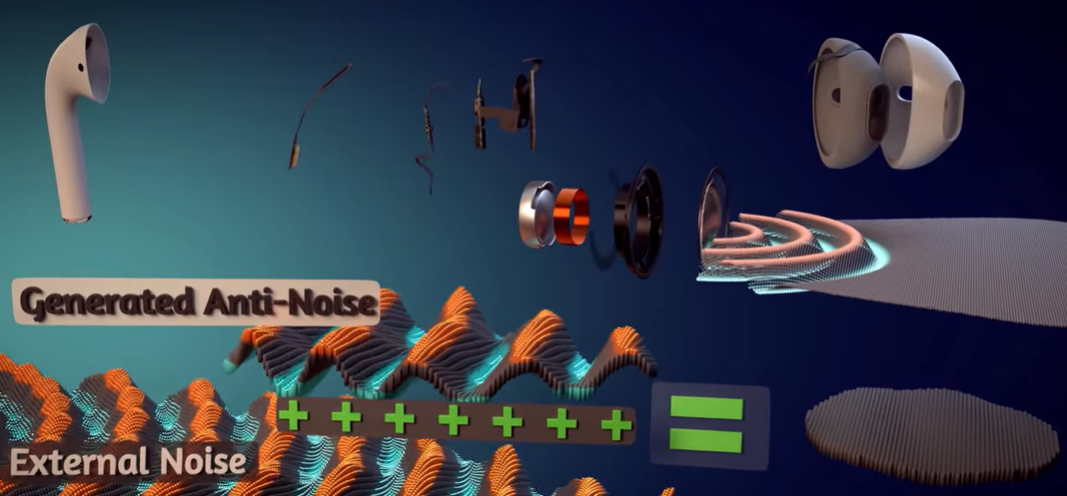 Generated Anti-Noise
+ + + + + + + =
External Noise